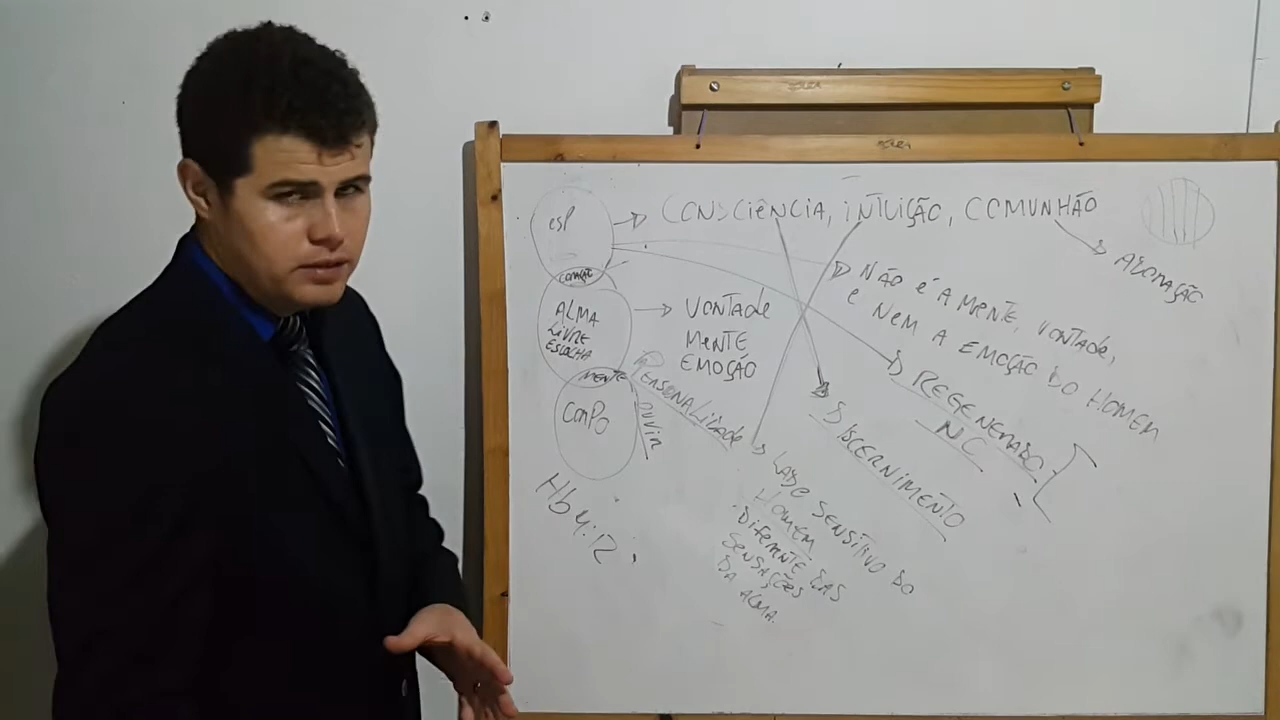 esp
CONSCIÊNCIA, INTUIÇÃO, COMUNHÃO
ADORAÇÃO
CORAÇÃO
NÃO É A MENTE, VONTADE,
E NEM A EMOÇÃO DO HOMEM
ALMA
LIVRE
ESCOLHA
VONTADE
MENTE
EMOÇÃO
REGENERADO
NC
MENTE
PERSONALIDADE
OUVIR
CORPO
DISCERNIMENTO
LADO SENSITIVO DO
HOMEM
DIFERENTE DAS
SENSAÇÕES
DA ALMA.
Hb 4:12